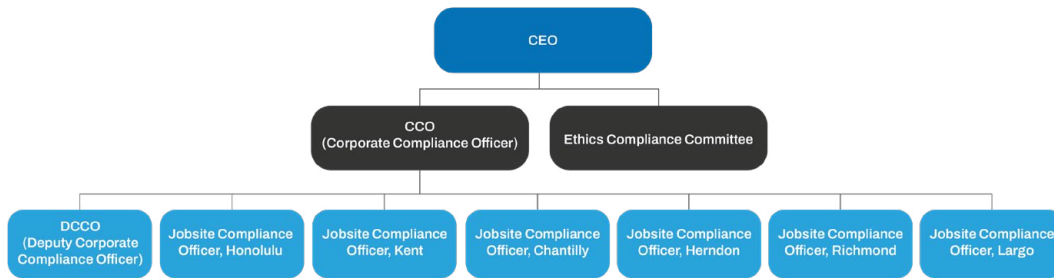 CEO
CCO
(Corporate Compliance Officer)
Ethics Compliance Committee
DCCO
(Deputy Corporate
Compliance Officer)
Jobsite Compliance
Officer, Honolulu
Jobsite Compliance
Officer, Kent
Jobsite Compliance
Officer, Chantilly
Jobsite Compliance
Officer, Herndon
Jobsite Compliance
Officer, Richmond
Jobsite Compliance
Officer, Largo